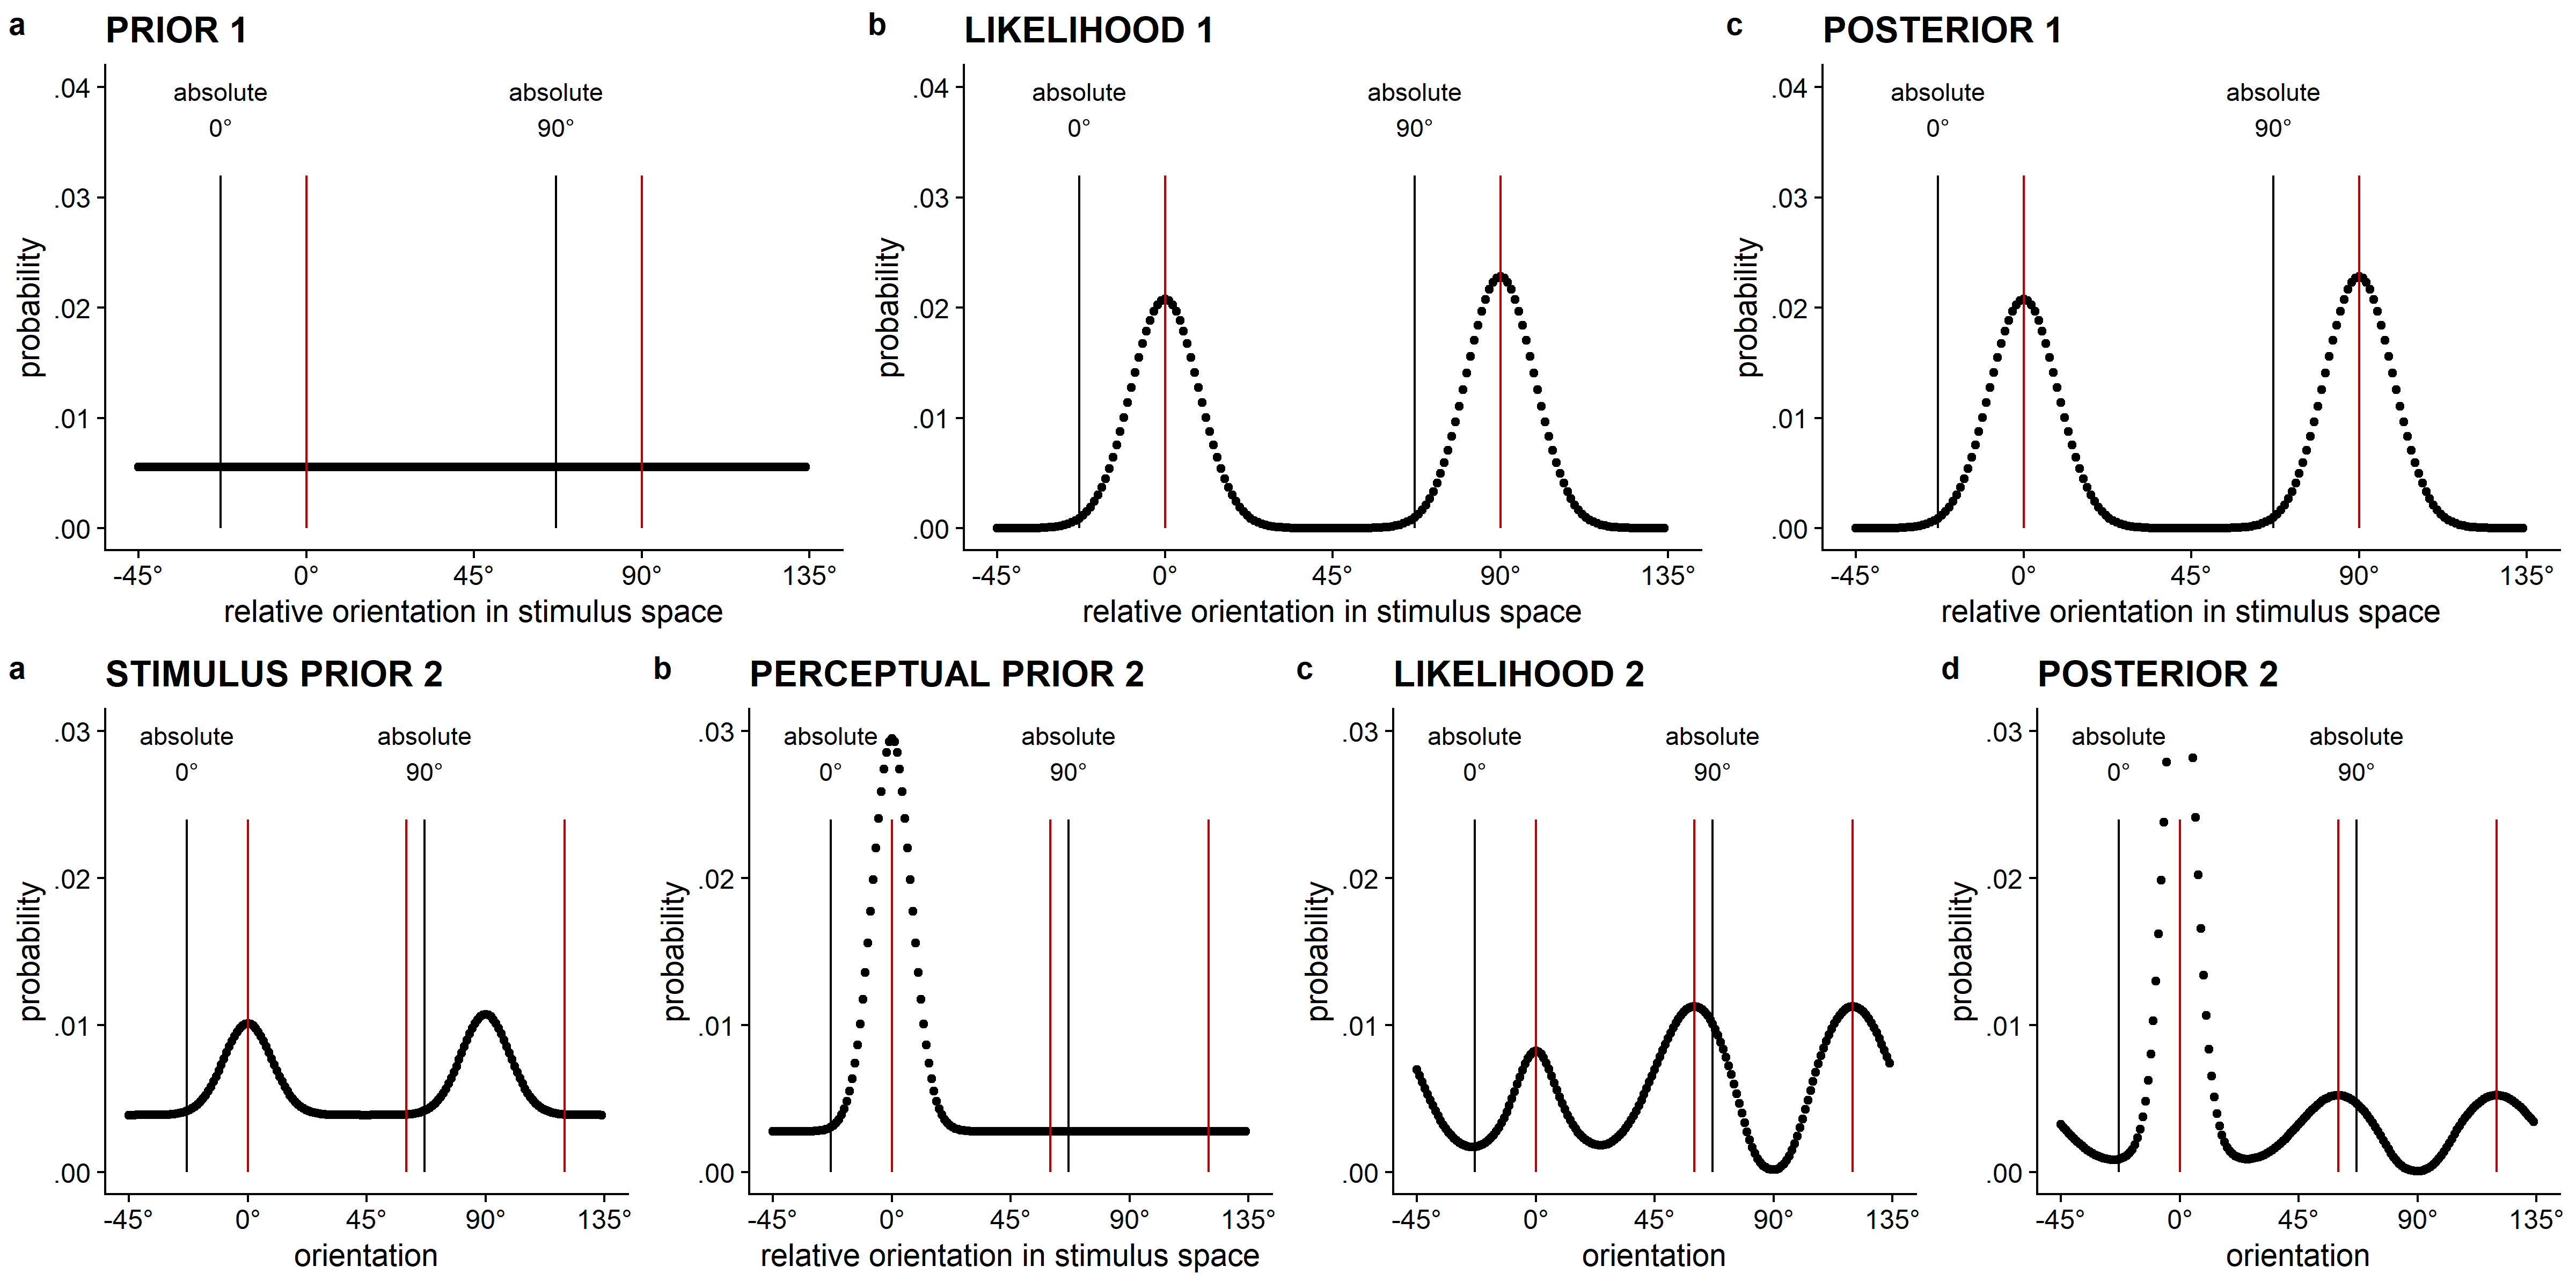 a PRIOR 1
absolute 0°
absolute 90°
.04
.03
.02
.01
.00
probability
-45° 0° 45° 90° 135°
relative orientation in stimulus space
b LIKELIHOOD 1
absolute 0°
absolute 90°
.04
.03
.02
.01
.00
probability
-45° 0° 45° 90° 135°
relative orientation in stimulus space
c POSTERIOR 1
absolute 0°
absolute 90°
.04
.03
.02
.01
.00
probability
-45° 0° 45° 90° 135°
relative orientation in stimulus space
a STIMULUS PRIOR 2
absolute 0°
absolute 90°
.03
.02
.01
.00
probability
-45° 0° 45° 90° 135°
orientation
b PERCEPTUAL PRIOR 2
absolute 0°
absolute 90°
.03
.02
.01
.00
probability
-45° 0° 45° 90° 135°
relative orientation in stimulus space
c LIKELIHOOD 2
absolute 0°
absolute 90°
.03
.02
.01
.00
probability
-45° 0° 45° 90° 135°
orientation
d POSTERIOR 2
absolute 0°
absolute 90°
.03
.02
.01
.00
probability
-45° 0° 45° 90° 135°
orientation